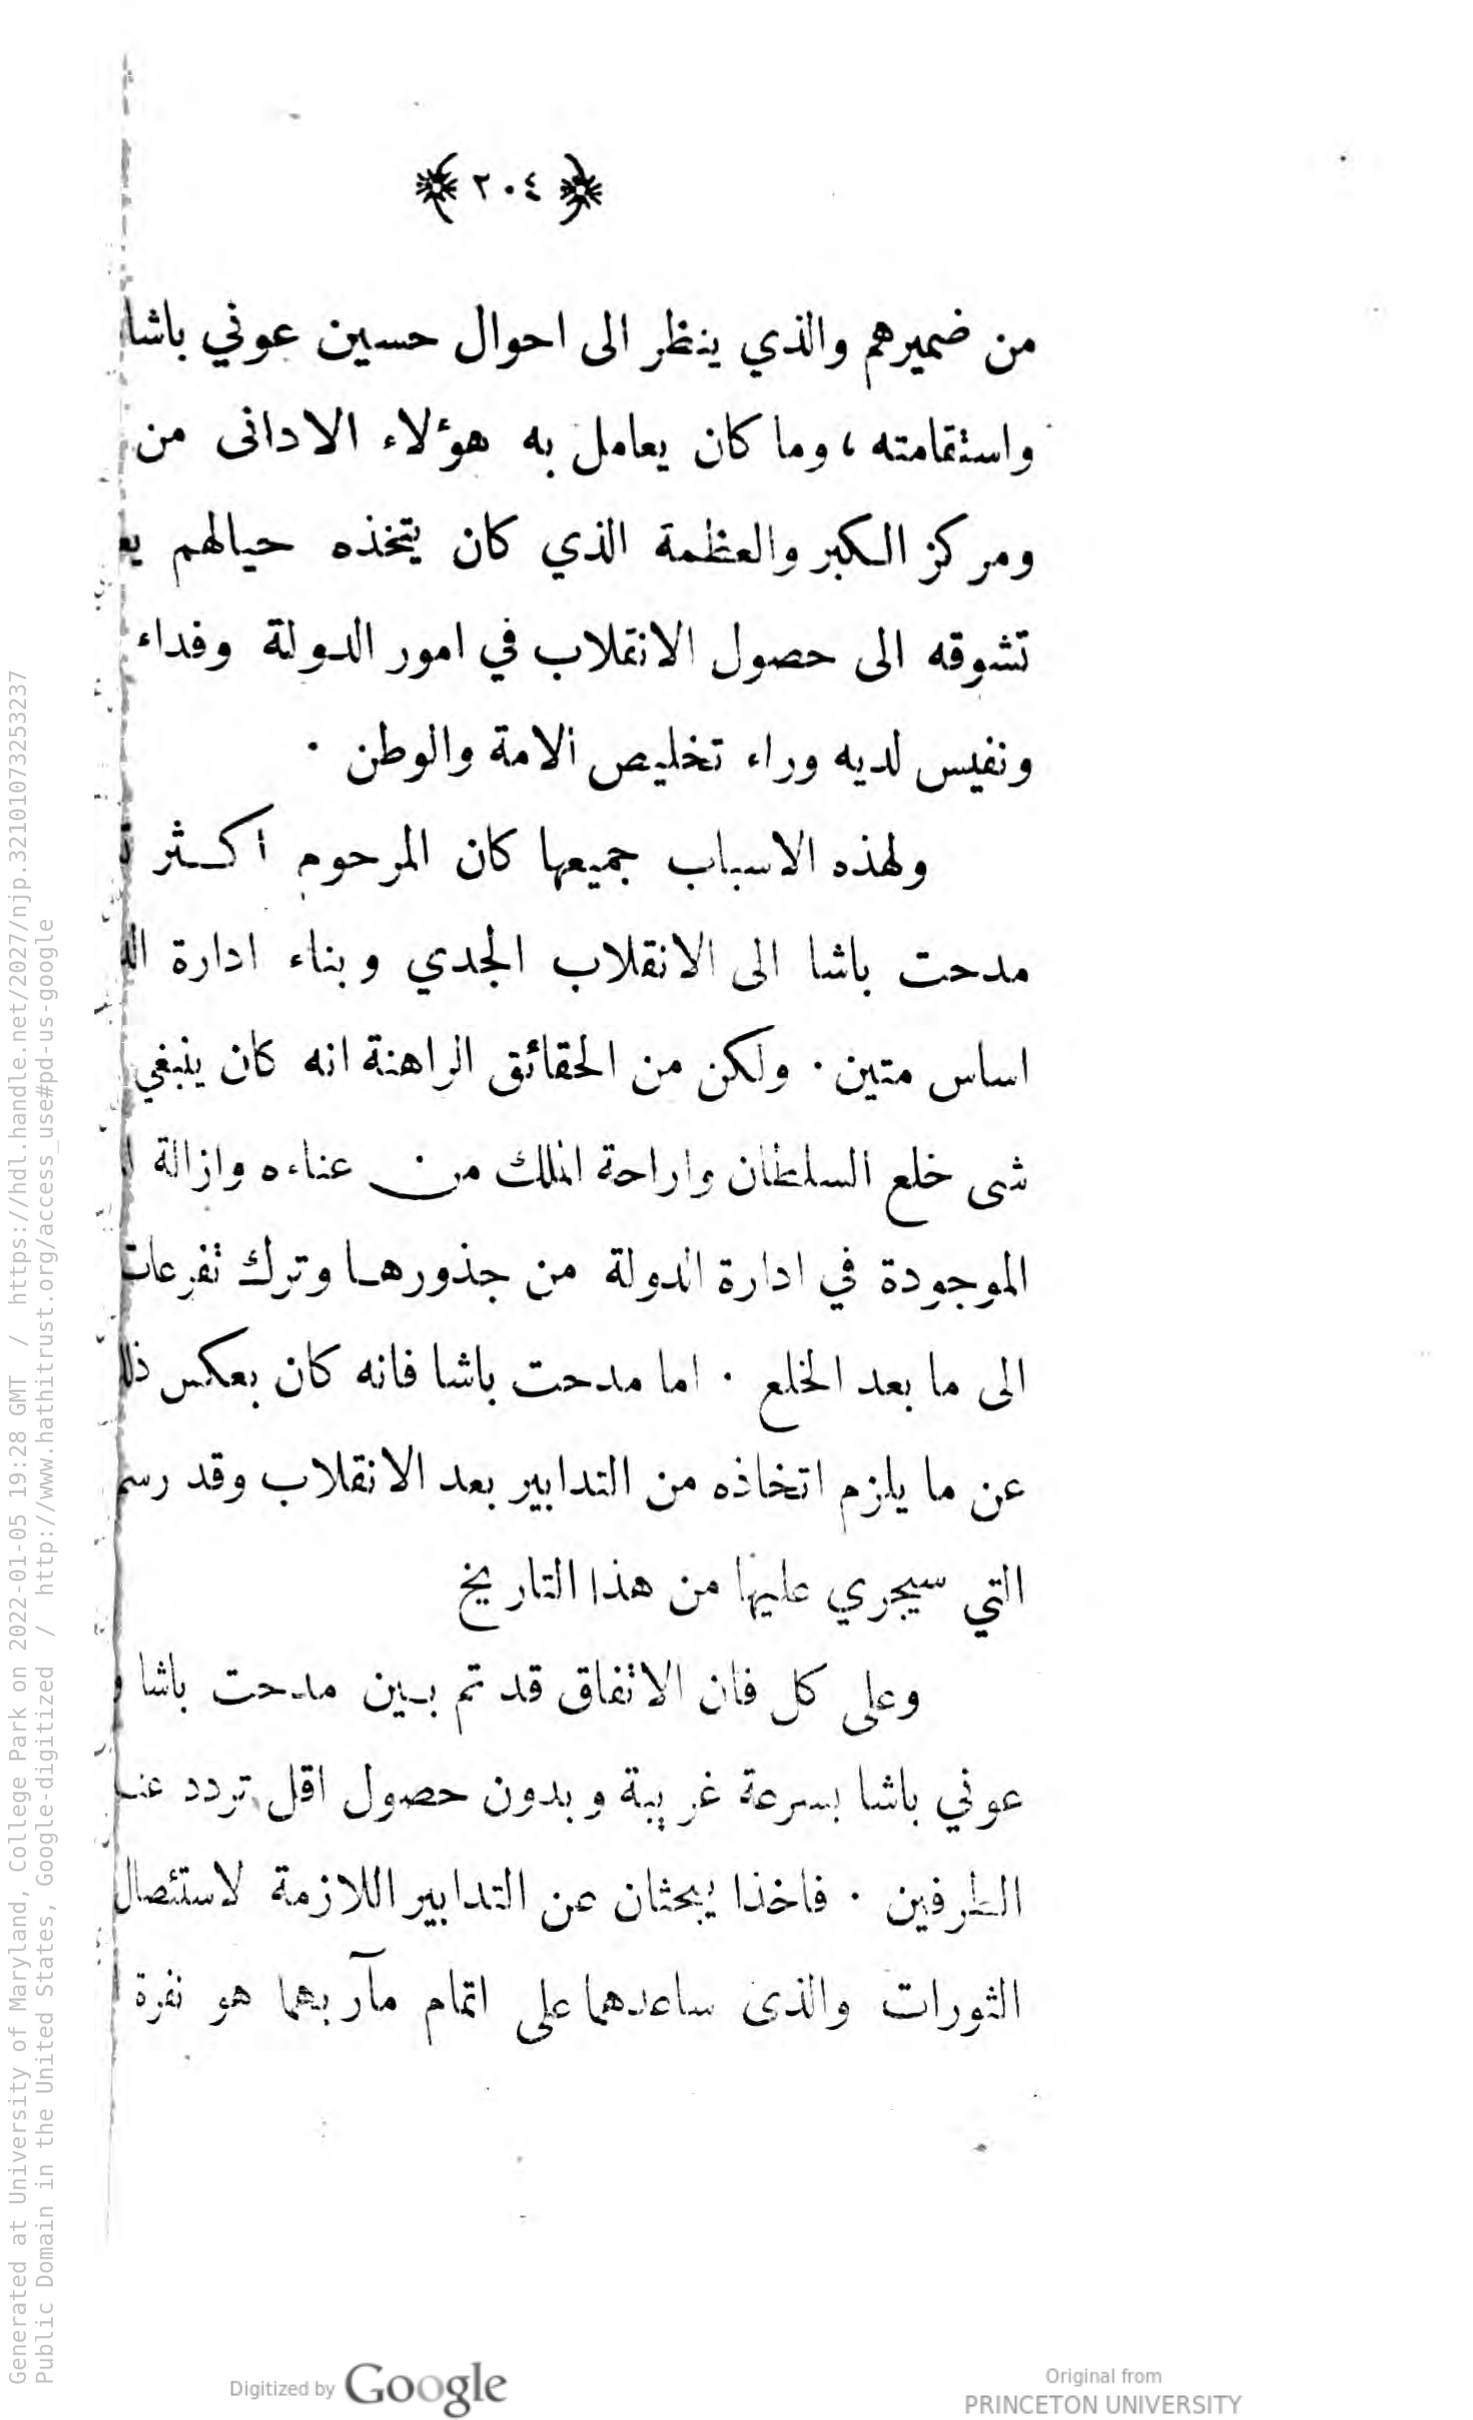 ﴿ ٢٠٤ ﴾
من ضميرهم والذي ينظر الى احوال حسين عوني باشا
واستقامته ، وما كان يعامل به هؤلاء الادانى من
ومركز الكبر والعظمة الذي كان يتخذه حيالهم
تشوقه الى حصول الانقلاب في امور الدولة وفداء
ونفيس لديه وراء تخليص الامة والوطن ٠
ولهذه الاسباب جميعها كان المرحوم اكثر
مدحت باشا الى الانقلاب الجدي وبناء ادارة
اساس متين ٠ ولكن من الحقائق الراهنة انه كان ينبغي
شى خلع السلطان واراحة الملك من عناءه وازالة
الموجودة في ادارة الدولة من جذورها وترك تفرعات
الى ما بعد الخلع ٠ اما مدحت باشا فانه كان بعكس
عن ما يلزم اتخاذه من التدابير بعد الانقلاب وقد رسم
التي سيجري عليها من هذا التاريخ
وعلى كل فان الاتفاق قد تم بين مدحت باشا و
عوني باشا بسرعة غريبة وبدون حصول اقل تردد
الطرفين ٠ فاخذا يبحثان عن التدابير اللازمة لاستئصال
الثورات والذى ساعدهما على اتمام مآربهما هو نفرة
Digitized by Google
Original from
PRINCETON UNIVERSITY
Generated at University of Maryland, College Park on 2022-01-05 19:28 GMT / https://hdl.handle.net/2027/njp.32101073253237
Public Domain in the United States, Google-digitized / http://www.hathitrust.org/access_use#pd-us-google